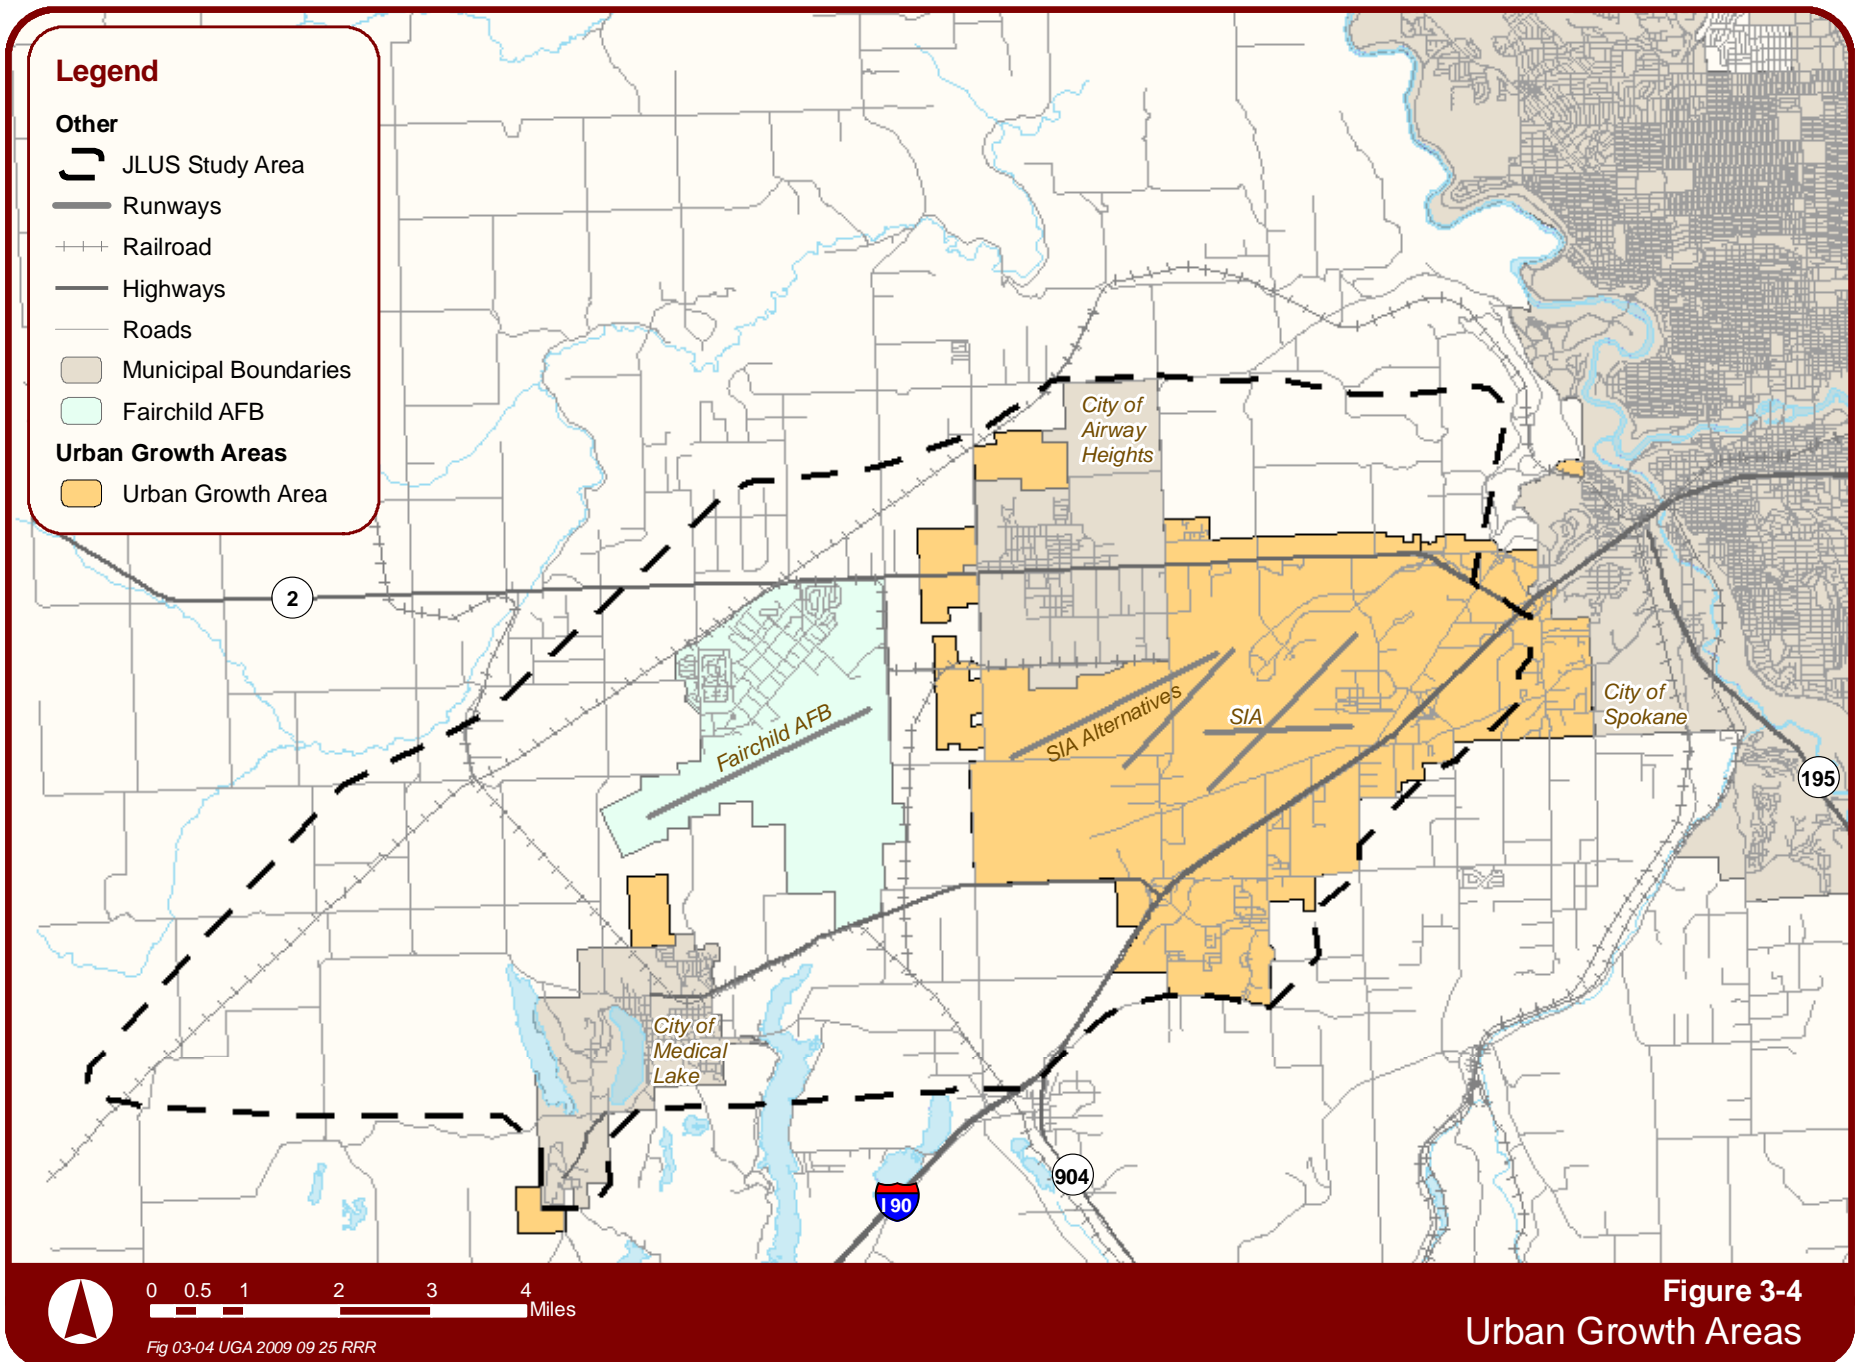 Legend
Other
JLUS Study Area
Runways
Railroad
Highways
Roads
Municipal Boundaries
Fairchild AFB
Urban Growth Areas
Urban Growth Area
City of
Airway
Heights
2
City of
Spokane
SIA
SIA Alternatives
Fairchild AFB
195
City of
Medical
Lake
904
I 90
0 0.5 1 2 3 4
Miles
Fig 03-04 UGA 2009 09 25 RRR
Figure 3-4
Urban Growth Areas